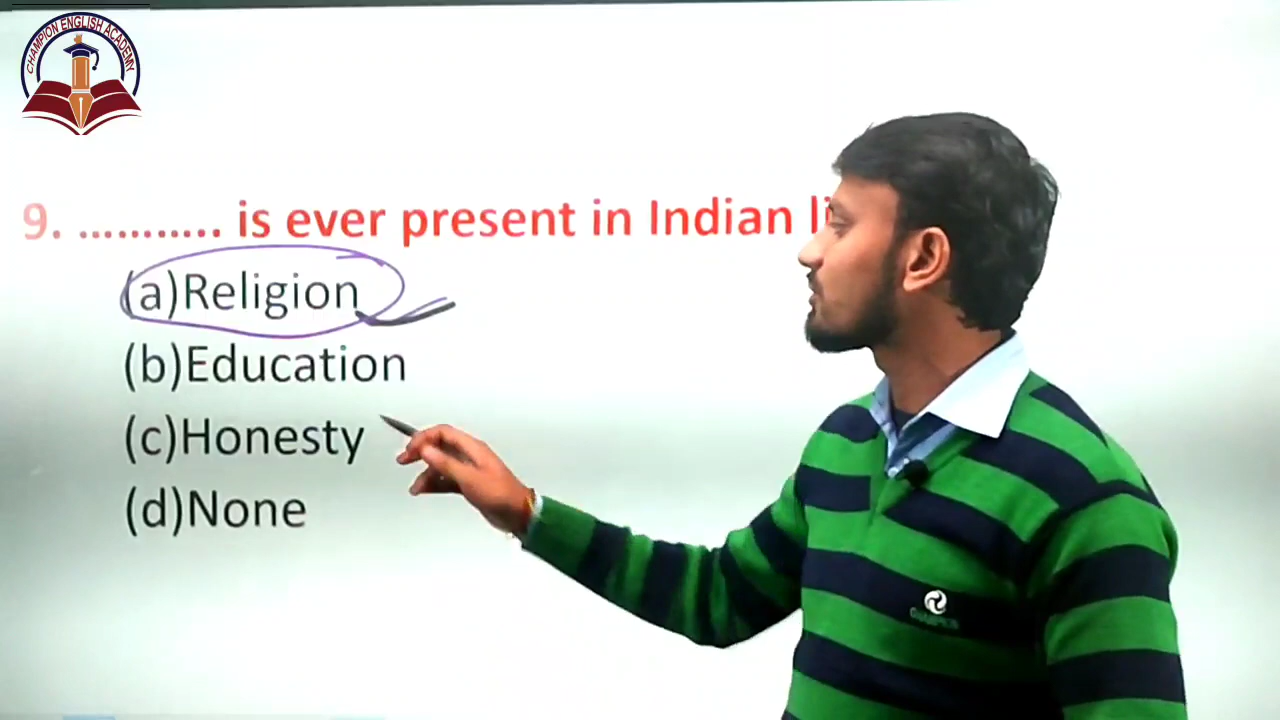 CHAMPION ENGLISH ACADEMY
9. ........... is ever present in Indian
(a)Religion
(b)Education
(c)Honesty
(d)None